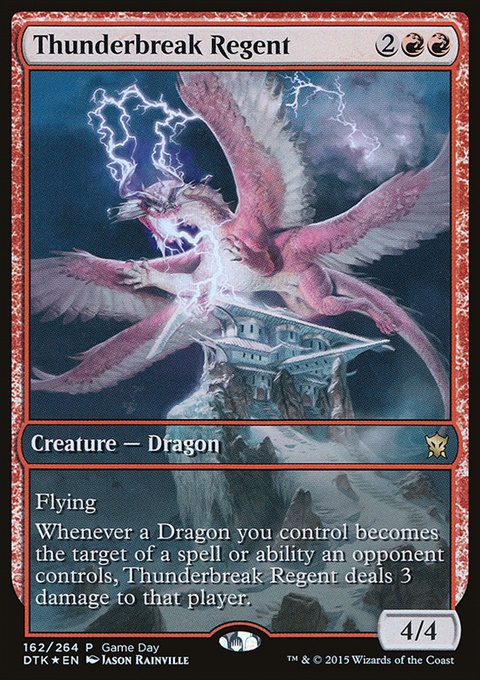 Thunderbreak Regent 2
Creature — Dragon
Flying
Whenever a Dragon you control becomes
the target of a spell or ability an opponent
controls, Thunderbreak Regent deals 3
damage to that player.
4/4
162/264 P Game Day
DTK★EN Jason Rainville
™ & © 2015 Wizards of the Coast